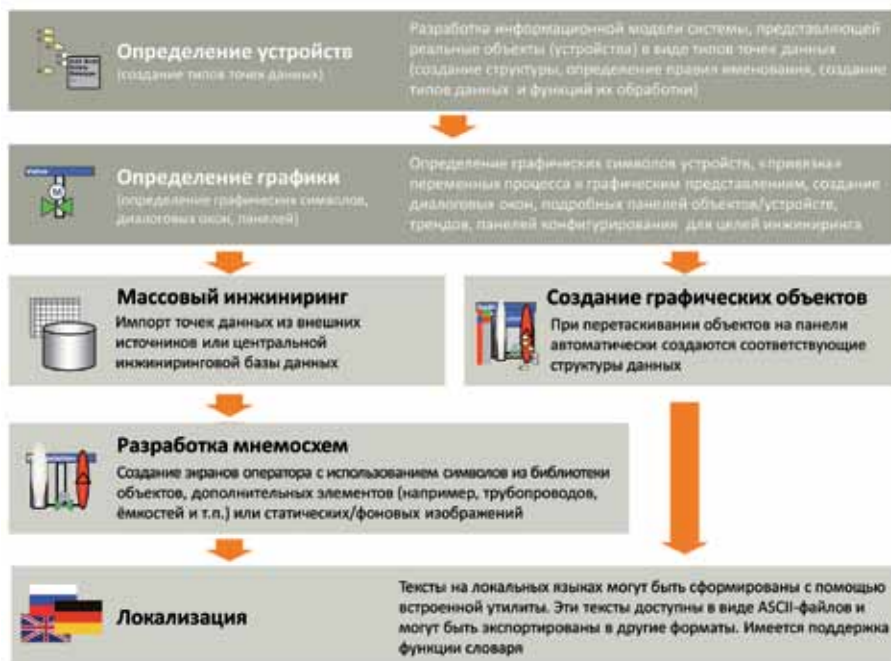 Определение устройств
(создание типов точек данных)
Разработка информационной модели системы, представляющей
реальные объекты (устройства) в виде типов точек данных
(создание структуры, определение правил именования, создание
типов данных и функций их обработки)
Определение графики
(определение графических символов,
диалоговых окон, панелей)
Определение графических символов устройств, «привязка»
переменных процесса к графическим представлениям, создание
диалоговых окон, подробных панелей объектов/устройств,
трендов, панелей конфигурирования для целей инжиниринга
Массовый инжиниринг
Импорт точек данных из внешних
источников или центральной
инжиниринговой базы данных
Создание графических объектов
При перетаскивании объектов на панели
автоматически создаются соответствующие
структуры данных
Разработка мнемосхем
Создание экранов оператора с использованием символов из библиотеки
объектов, дополнительных элементов (например, трубопроводов,
ёмкостей и т.п.) или статических/фоновых изображений
Локализация
Тексты на локальных языках могут быть сформированы с помощью
встроенной утилиты. Эти тексты доступны в виде ASCII-файлов и
могут быть экспортированы в другие форматы. Имеется поддержка
функции словаря